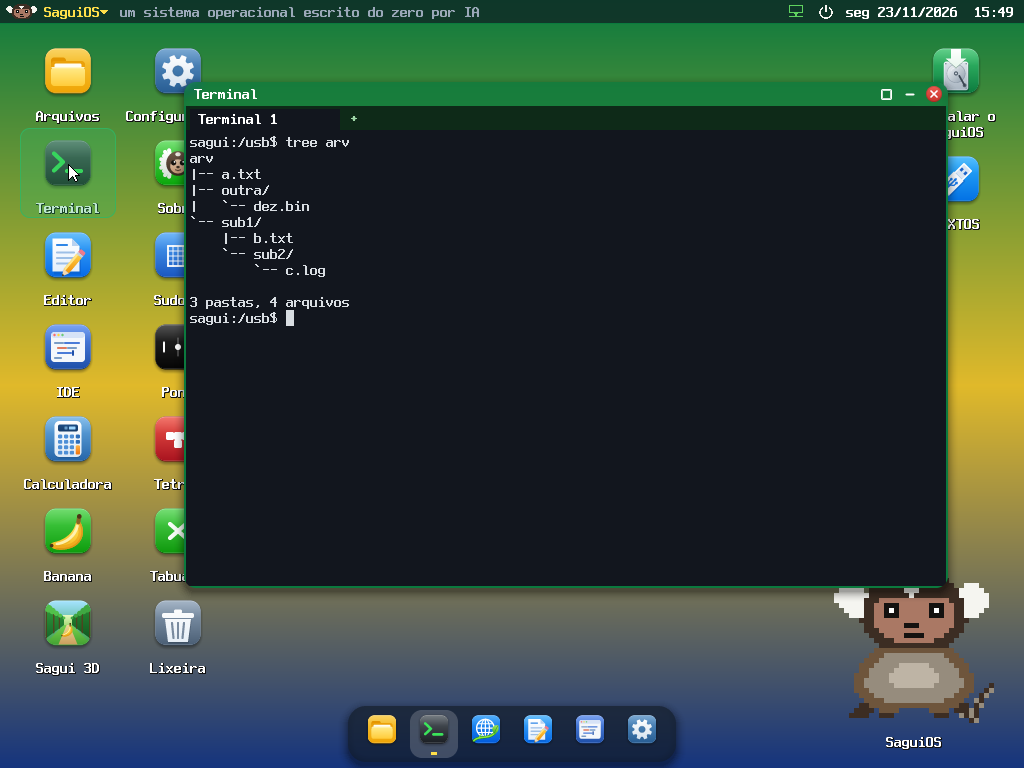 SaguiOS um sistema operacional escrito do zero por IA seg 23/11/2026 15:49
Arquivos
Terminal
Editor
IDE
Calculadora
Banana
Sagui 3D
Lixeira
Terminal
Terminal 1 +
sagui:/usb$ tree arv
arv
|-- a.txt
|-- outra/
|   `-- dez.bin
`-- sub1/
    |-- b.txt
    `-- sub2/
        `-- c.log
3 pastas, 4 arquivos
sagui:/usb$
SaguiOS